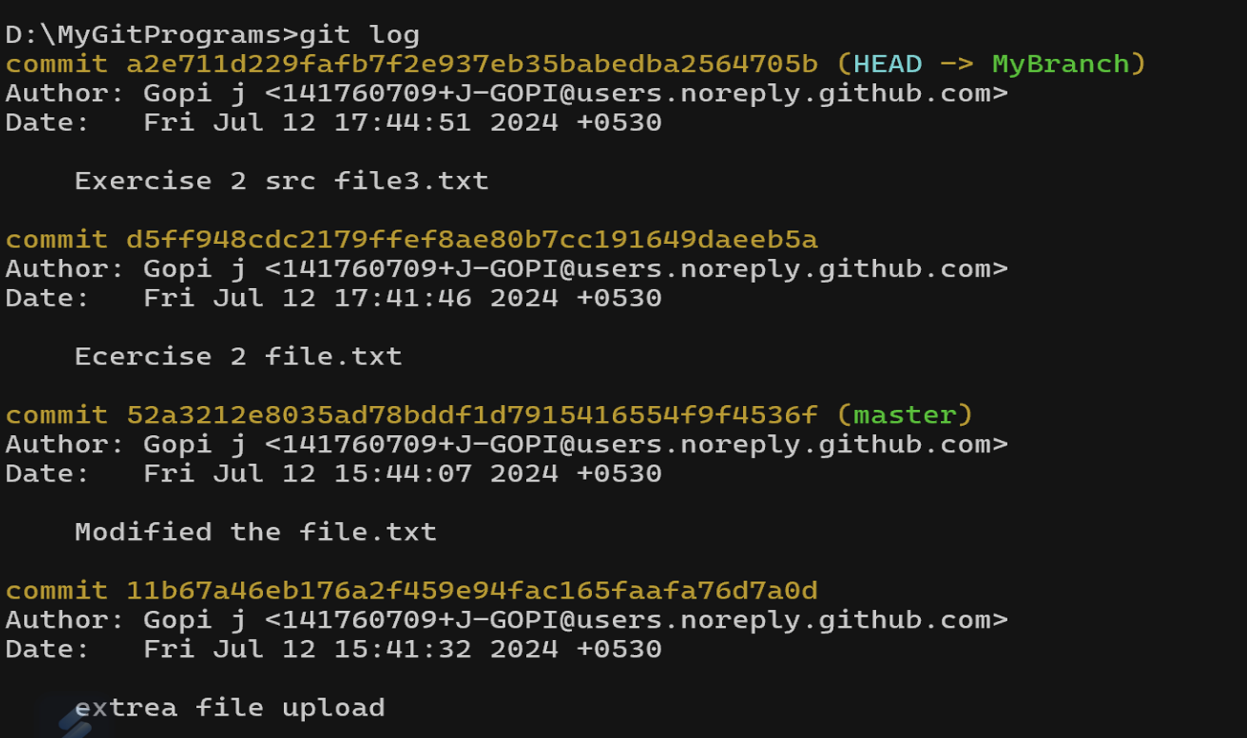 D:\MyGitPrograms>git log
commit a2e711d229fafb7f2e937eb35babedba2564705b (HEAD -> MyBranch)
Author: Gopi j <141760709+J-GOPI@users.noreply.github.com>
Date:   Fri Jul 12 17:44:51 2024 +0530
    Exercise 2 src file3.txt
commit d5ff948cdc2179ffef8ae80b7cc191649daeeb5a
Author: Gopi j <141760709+J-GOPI@users.noreply.github.com>
Date:   Fri Jul 12 17:41:46 2024 +0530
    Ecercise 2 file.txt
commit 52a3212e8035ad78bddf1d7915416554f9f4536f (master)
Author: Gopi j <141760709+J-GOPI@users.noreply.github.com>
Date:   Fri Jul 12 15:44:07 2024 +0530
    Modified the file.txt
commit 11b67a46eb176a2f459e94fac165faafa76d7a0d
Author: Gopi j <141760709+J-GOPI@users.noreply.github.com>
Date:   Fri Jul 12 15:41:32 2024 +0530
    extrea file upload